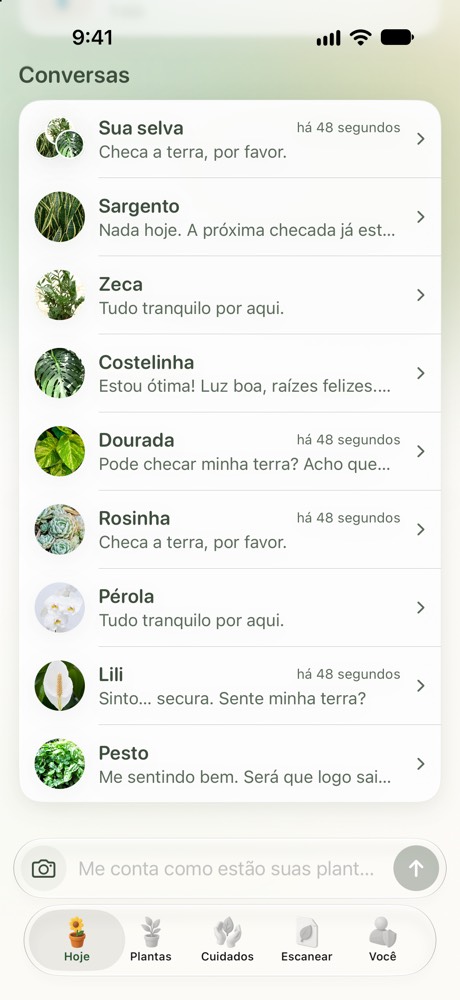 9:41
Conversas
Sua selva há 48 segundos
Checa a terra, por favor.
Sargento
Nada hoje. A próxima checada já est...
Zeca
Tudo tranquilo por aqui.
Costelinha
Estou ótima! Luz boa, raízes felizes....
Dourada há 48 segundos
Pode checar minha terra? Acho que...
Rosinha há 48 segundos
Checa a terra, por favor.
Pérola
Tudo tranquilo por aqui.
Lili há 48 segundos
Sinto... secura. Sente minha terra?
Pesto
Me sentindo bem. Será que logo sai...
Me conta como estão suas plant...
Hoje Plantas Cuidados Escanear Você